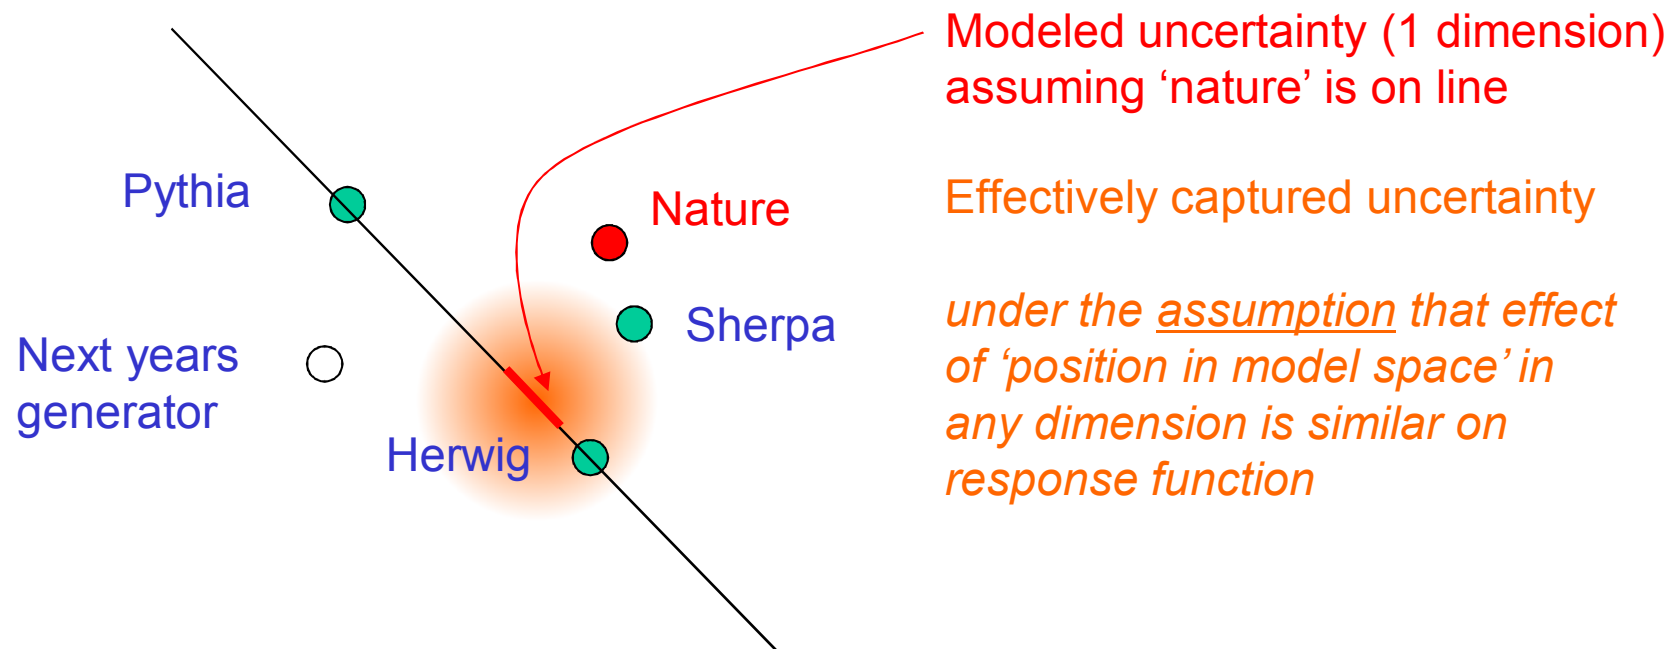 Modeled uncertainty (1 dimension)
assuming ‘nature’ is on line
Pythia
Nature
Effectively captured uncertainty
Sherpa
Next years
generator
Herwig
under the assumption that effect
of ‘position in model space’ in
any dimension is similar on
response function